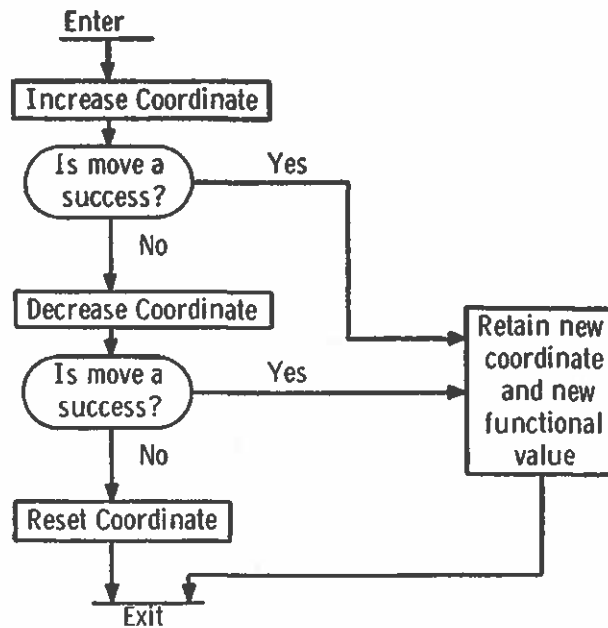 Enter
Increase Coordinate
Is move a
success?
Yes
No
Decrease Coordinate
Is move a
success?
Yes
No
Reset Coordinate
Retain new
coordinate
and new
functional
value
Exit